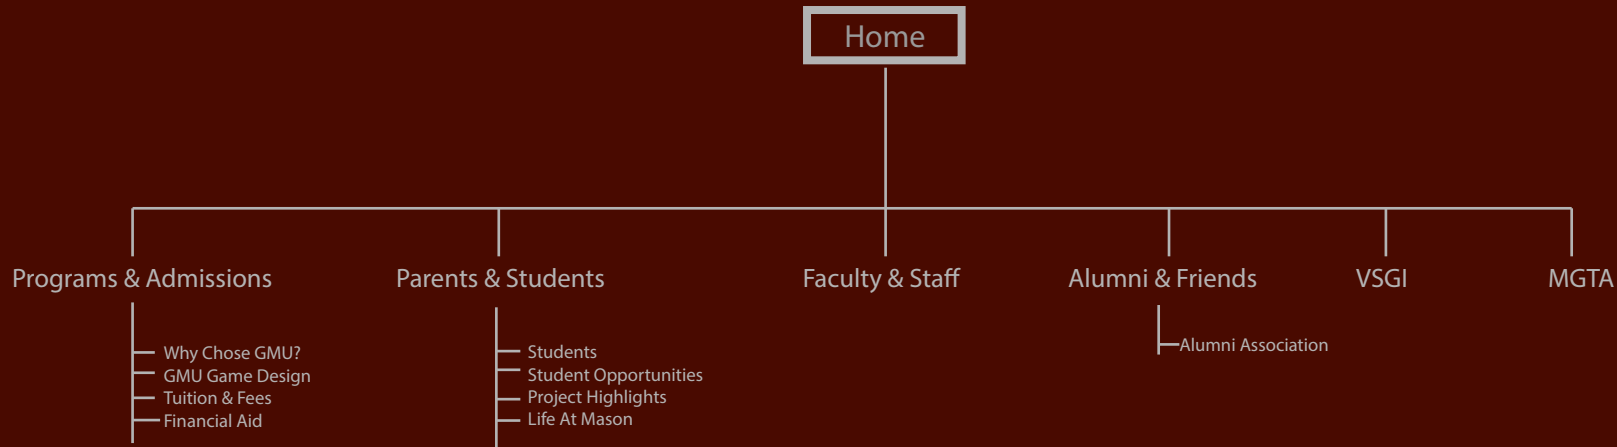 Home
Programs & Admissions
Parents & Students
Faculty & Staff
Alumni & Friends
VSGI
MGTA
Why Chose GMU?
GMU Game Design
Tuition & Fees
Financial Aid
Students
Student Opportunities
Project Highlights
Life At Mason
Alumni Association